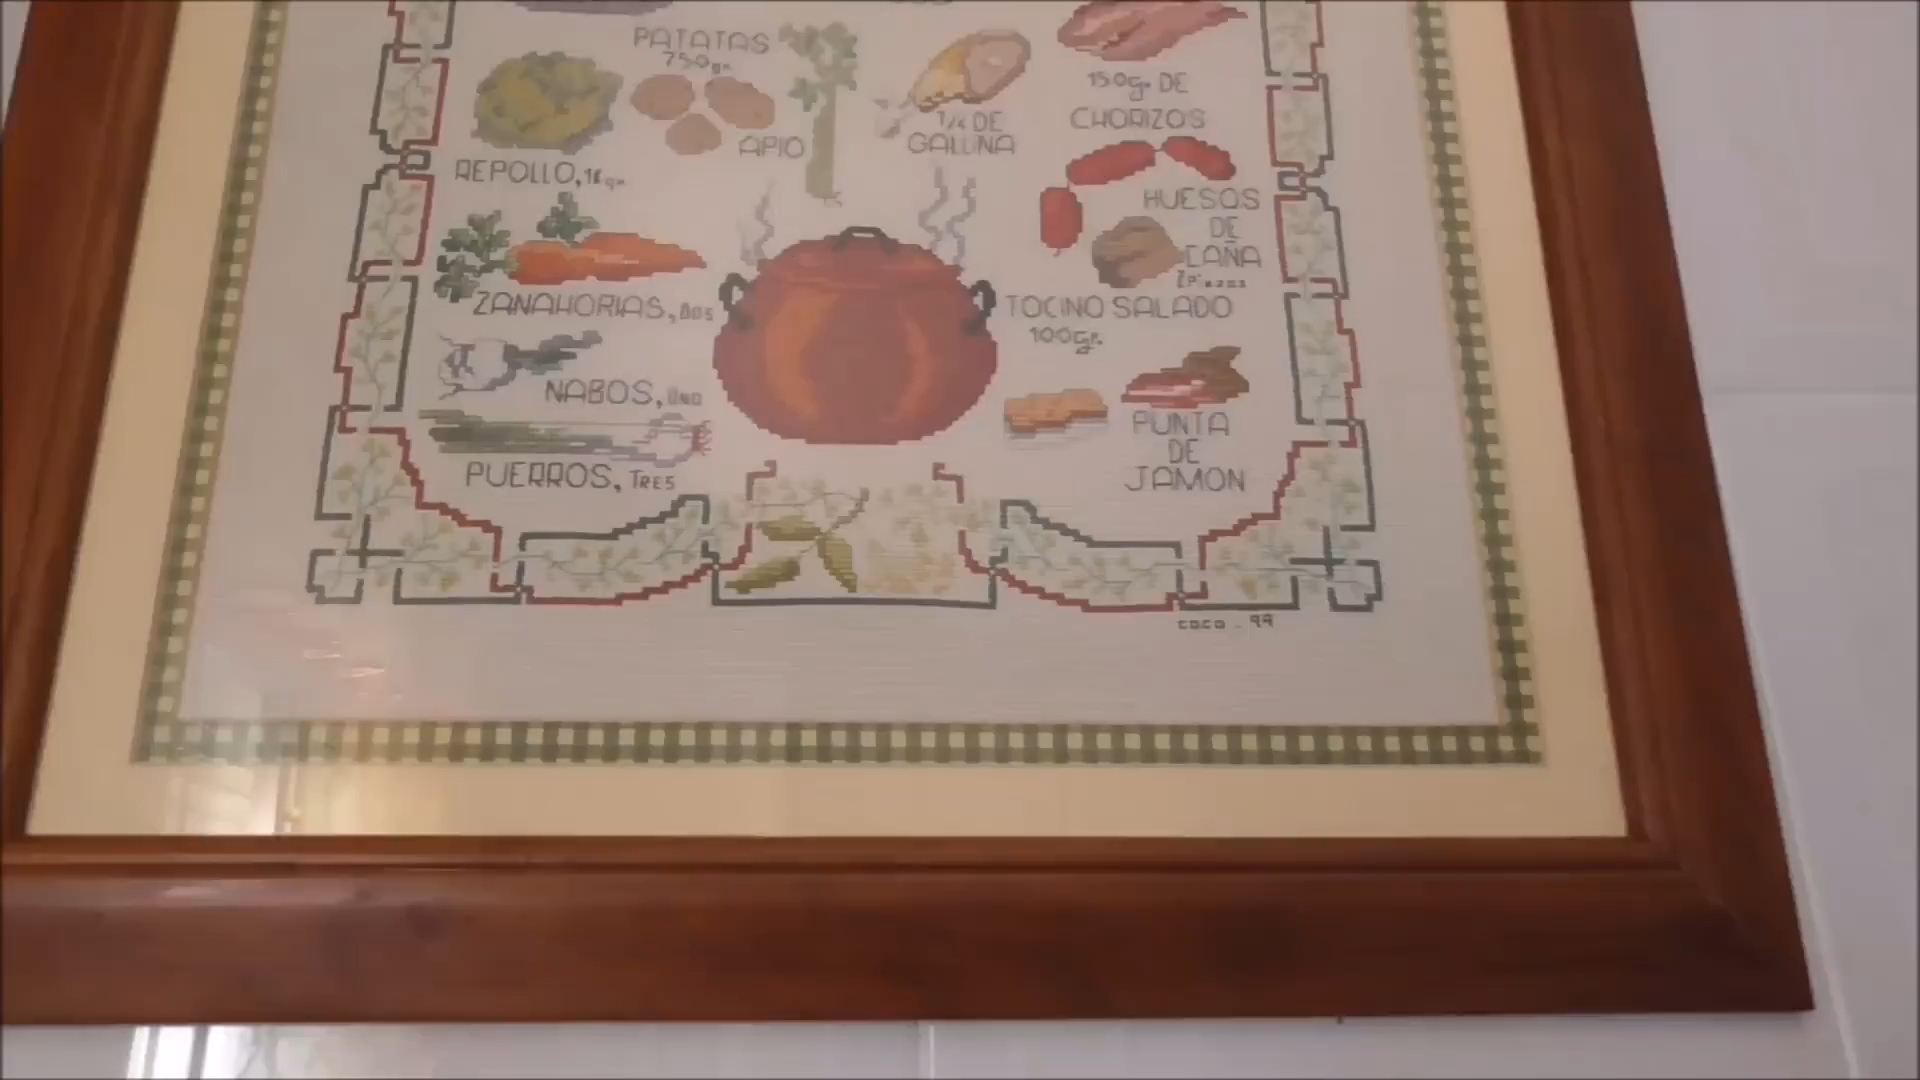 PATATAS
750gr.
150gr. DE
CHORIZOS
1/4 DE
GALLINA
APIO
REPOLLO,
HUESOS
DE
CAÑA
ZANAHORIAS, DOS
TOCINO SALADO
100gr.
NABOS, UNO
PUNTA
DE
JAMON
PUERROS, TRES
COCO - 99